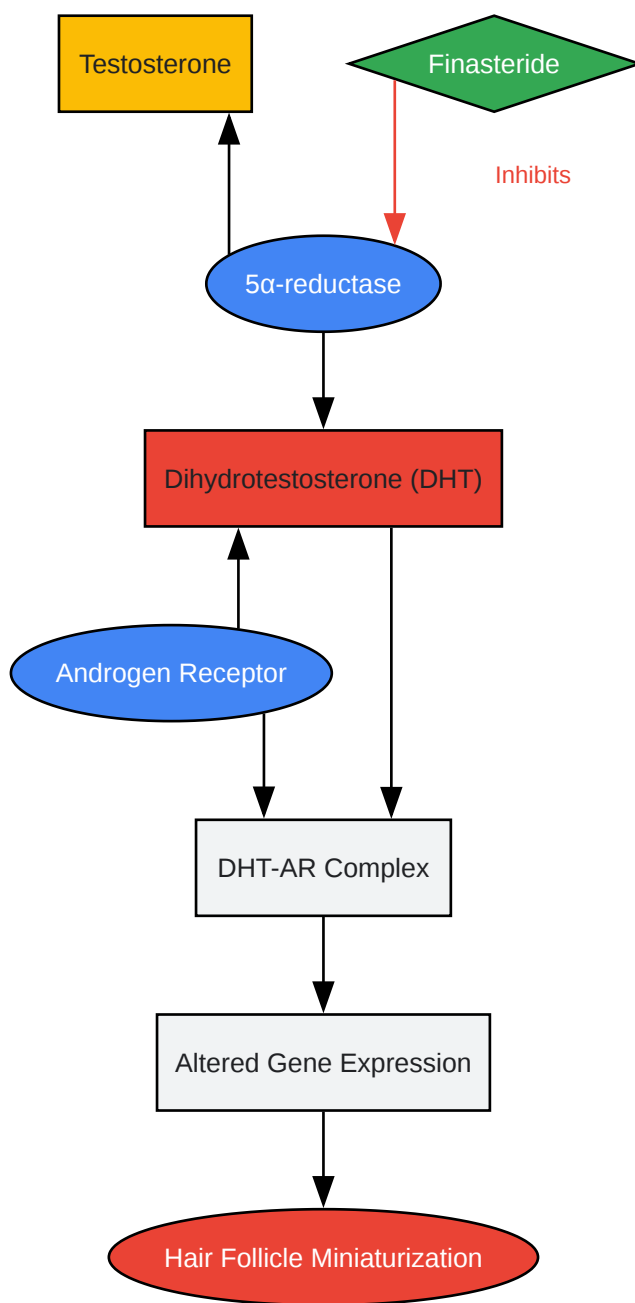 Testosterone
Finasteride
Inhibits
5α-reductase
Dihydrotestosterone (DHT)
Androgen Receptor
DHT-AR Complex
Altered Gene Expression
Hair Follicle Miniaturization